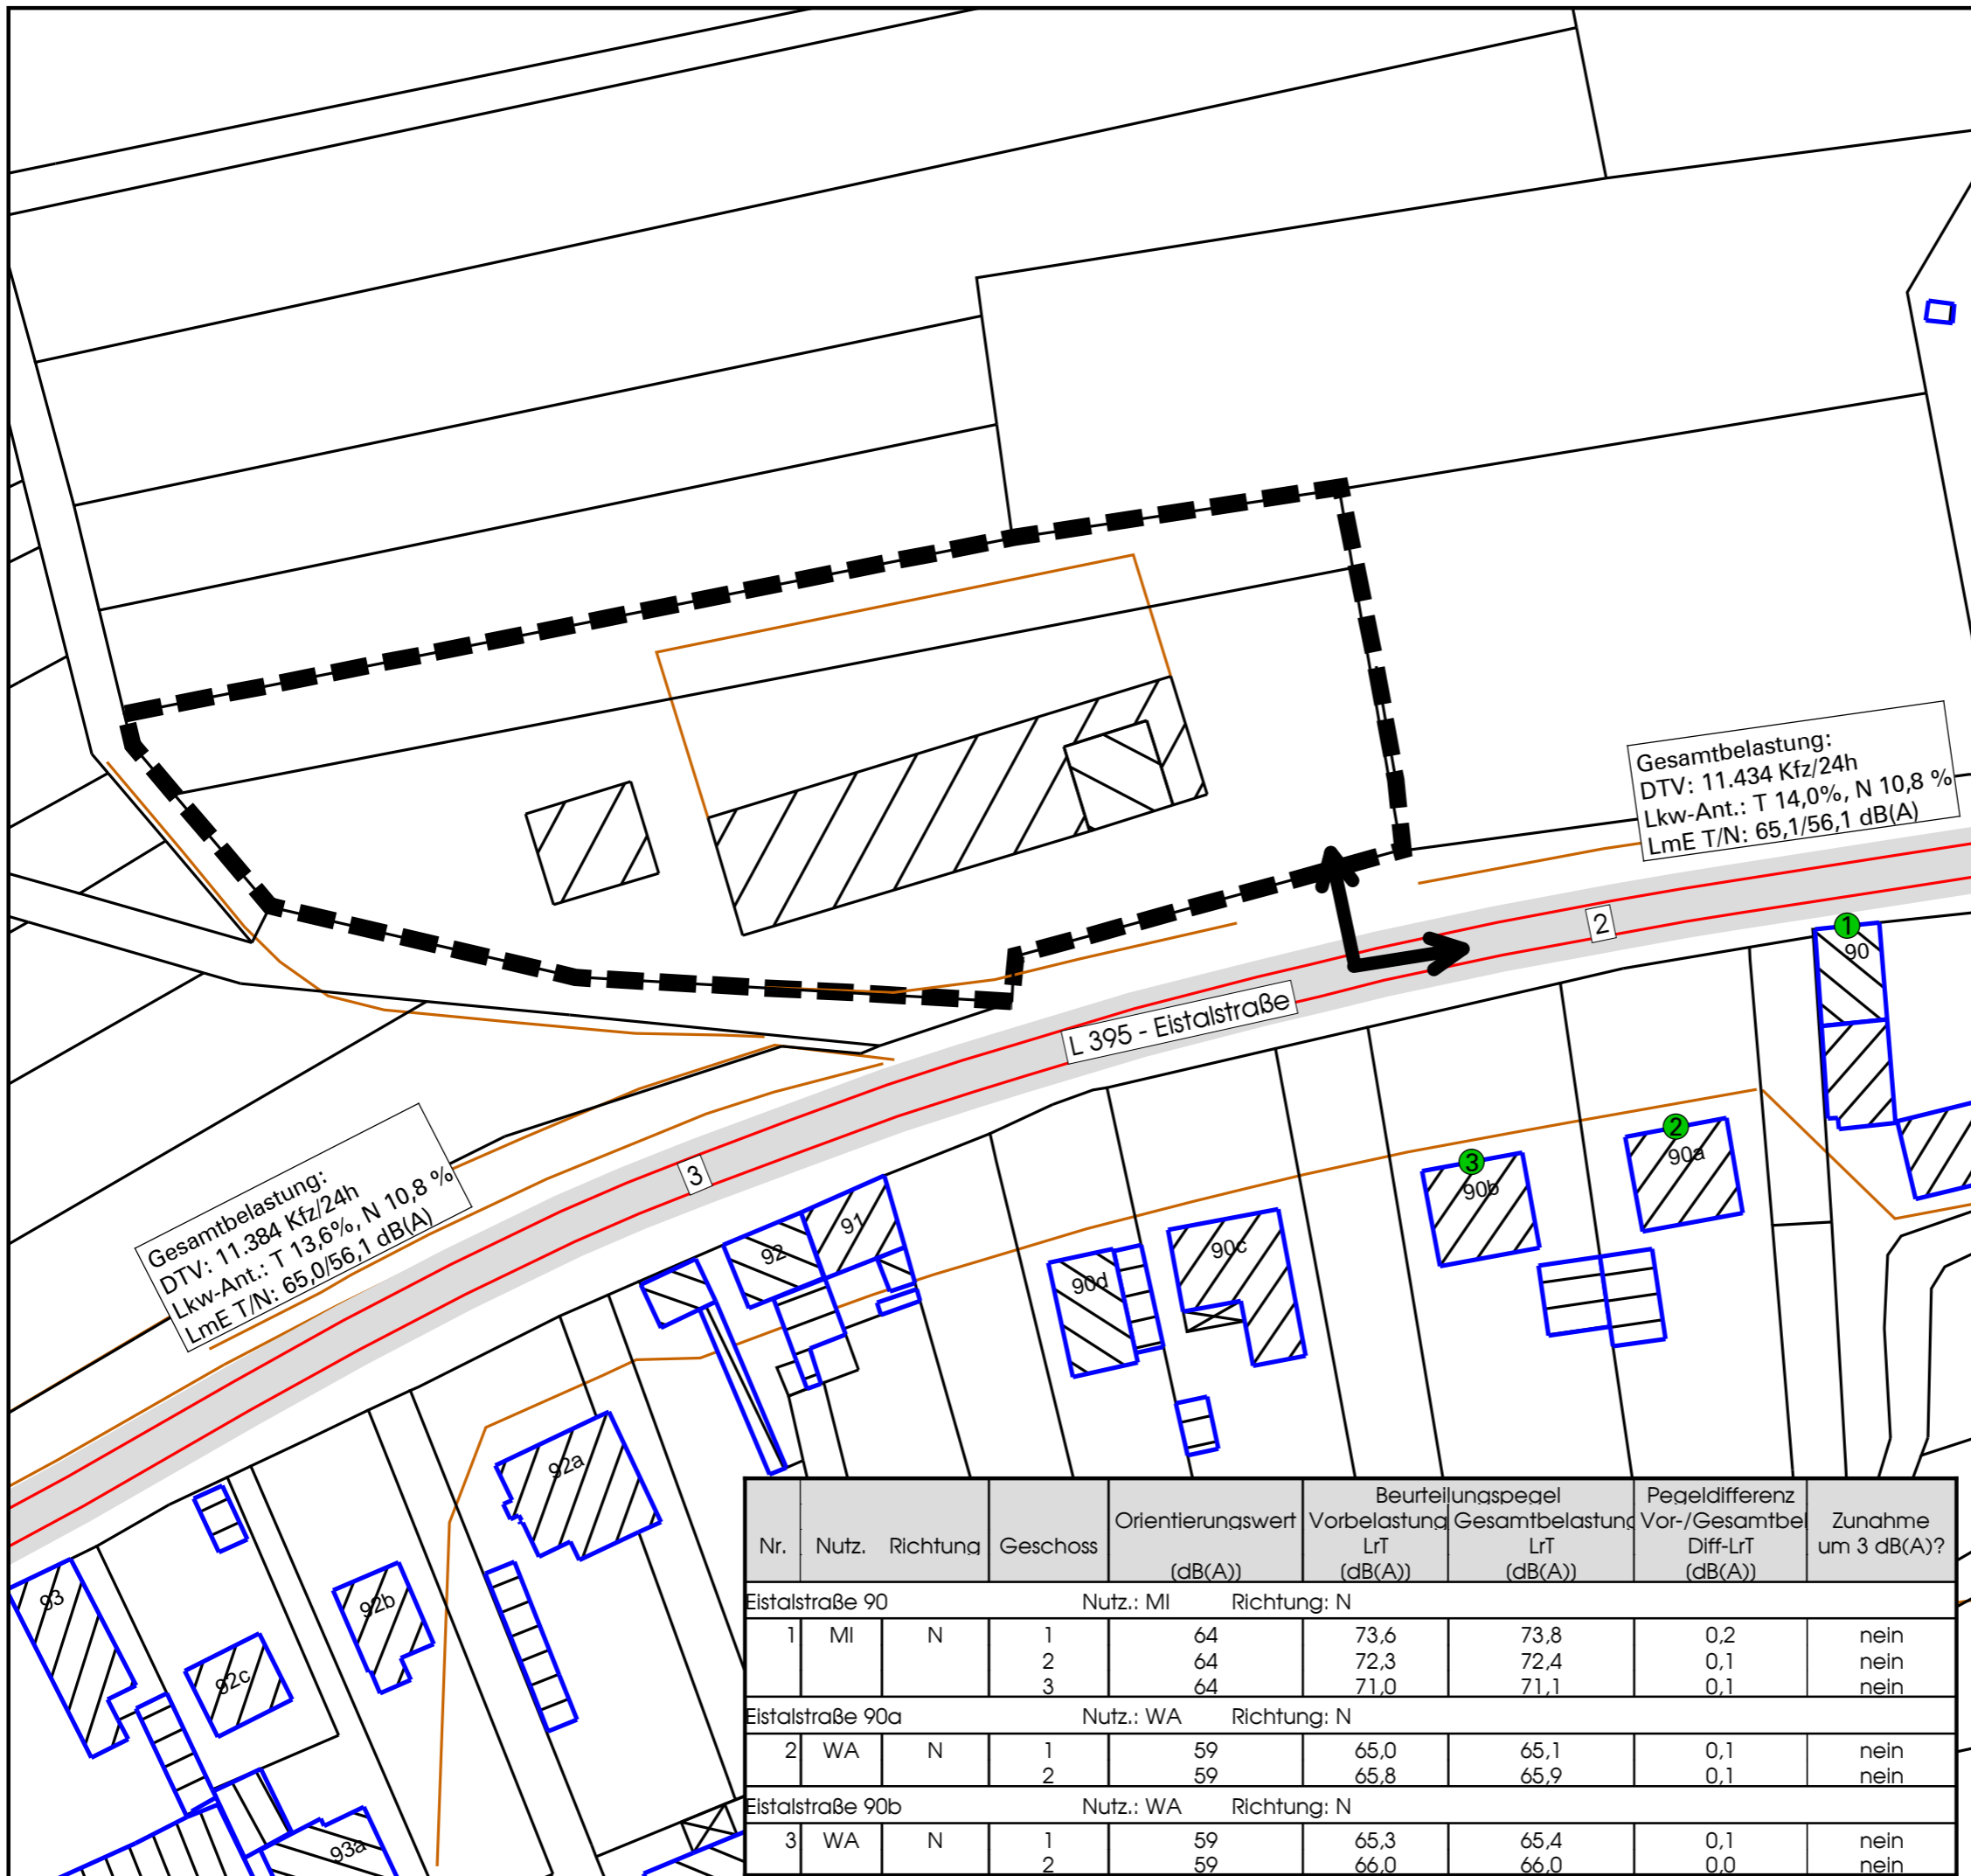 Gesamtbelastung:
DTV: 11.434 Kfz/24h
Lkw-Ant.: T 14,0%, N 10,8 %
LmE T/N: 65,1/56,1 dB(A)
2
1
90
L 395 - Eistalstraße
2
90a
3
90b
Gesamtbelastung:
DTV: 11.384 Kfz/24h
Lkw-Ant.: T 13,6%, N 10,8 %
LmE T/N: 65,0/56,1 dB(A)
3
91
92
90c
90d
92a
93
92b
92c
93a
Beurteilungspegel Pegeldifferenz
Orientierungswert Vorbelastung Gesamtbelastung Vor-/Gesamtbel Zunahme
Nr. Nutz. Richtung Geschoss LrT LrT Diff-LrT um 3 dB(A)?
[dB(A)] [dB(A)] [dB(A)] [dB(A)]
Eistalstraße 90 Nutz.: MI Richtung: N
1 MI N 1 64 73,6 73,8 0,2 nein
2 64 72,3 72,4 0,1 nein
3 64 71,0 71,1 0,1 nein
Eistalstraße 90a Nutz.: WA Richtung: N
2 WA N 1 59 65,0 65,1 0,1 nein
2 59 65,8 65,9 0,1 nein
Eistalstraße 90b Nutz.: WA Richtung: N
3 WA N 1 59 65,3 65,4 0,1 nein
2 59 66,0 66,0 0,0 nein